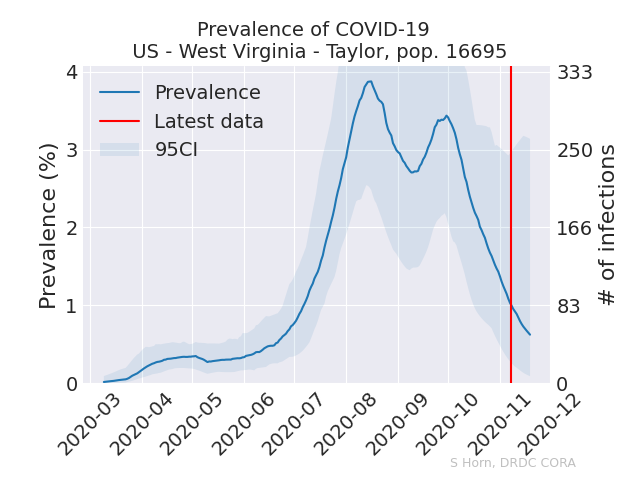 Prevalence of COVID-19
US - West Virginia - Taylor, pop. 16695
Prevalence
Latest data
95CI
Prevalence (%)
4
3
2
1
0
333
250
166
83
0
# of infections
2020-03
2020-04
2020-05
2020-06
2020-07
2020-08
2020-09
2020-10
2020-11
2020-12
S Horn, DRDC CORA